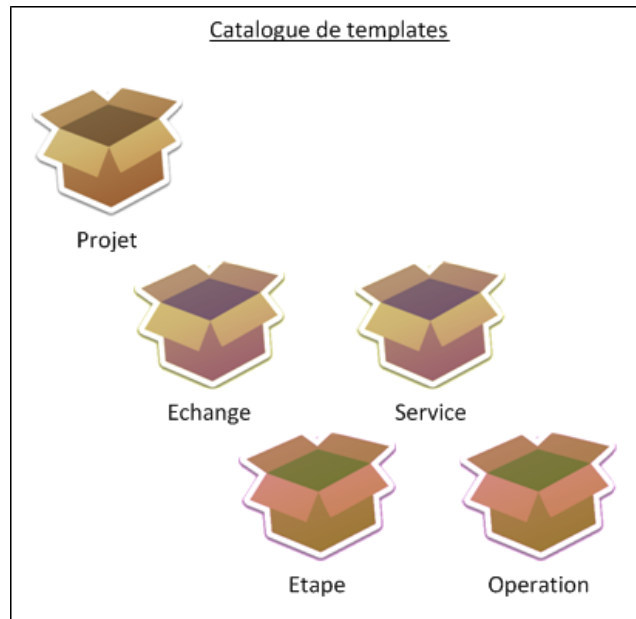 Catalogue de templates
Projet
Echange
Service
Etape
Operation